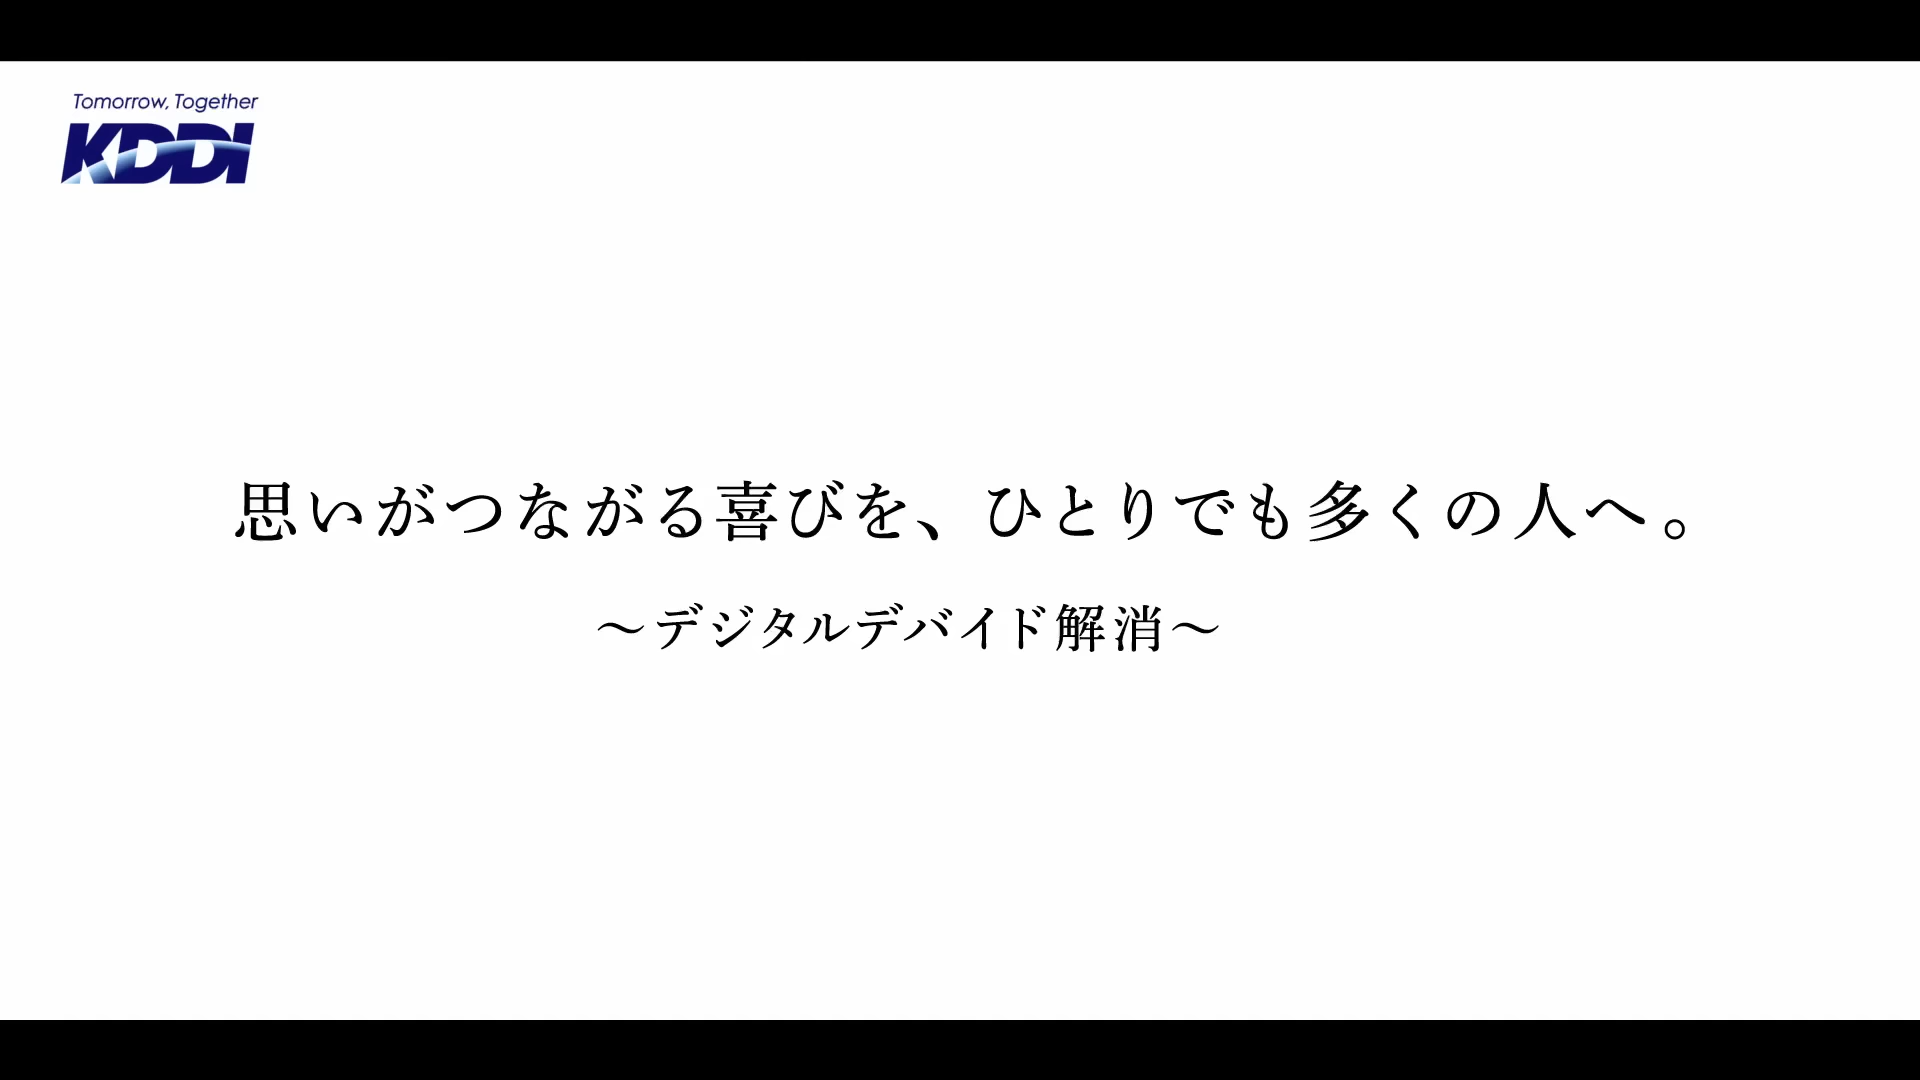 Tomorrow, Together
KDDI
思いがつながる喜びを、ひとりでも多くの人へ。
～デジタルデバイド解消～